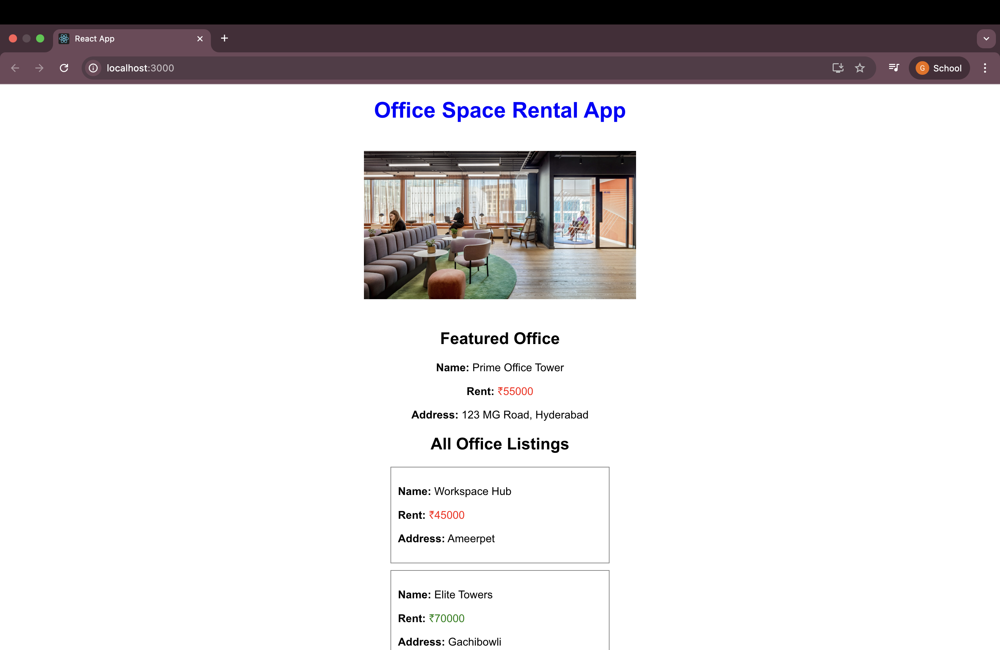 React App
localhost:3000
G School
Office Space Rental App
Featured Office
Name: Prime Office Tower
Rent: ₹55000
Address: 123 MG Road, Hyderabad
All Office Listings
Name: Workspace Hub
Rent: ₹45000
Address: Ameerpet
Name: Elite Towers
Rent: ₹70000
Address: Gachibowli